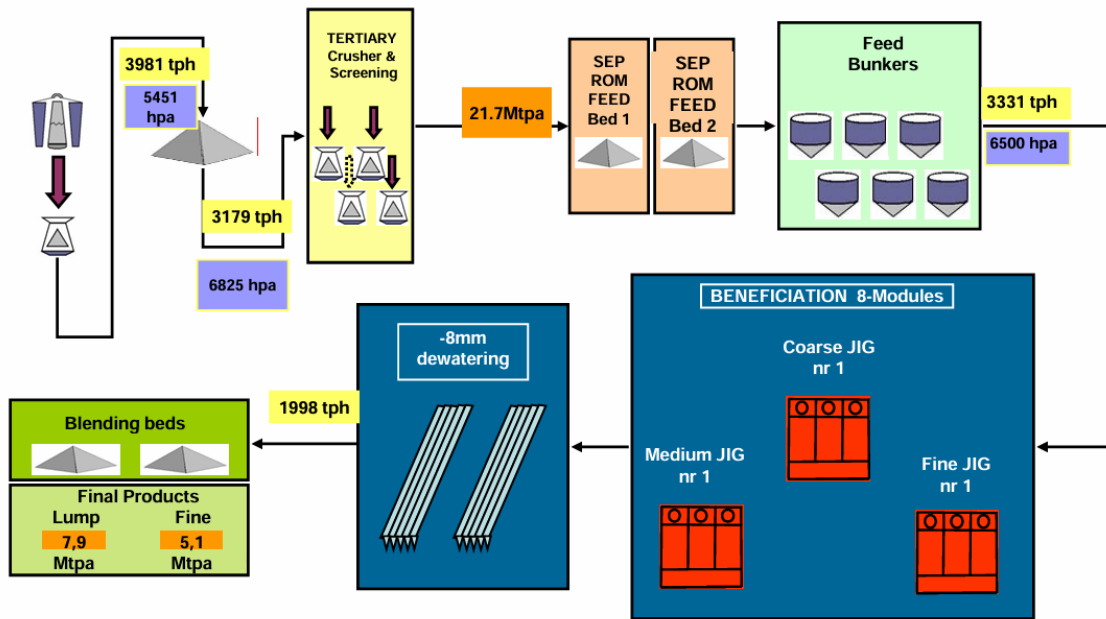 3981 tph
5451
hpa
3179 tph
6825 hpa
TERTIARY
Crusher &
Screening
21.7Mtpa
SEP
ROM
FEED
Bed 1
SEP
ROM
FEED
Bed 2
Feed
Bunkers
3331 tph
6500 hpa
BENEFICIATION 8-Modules
Coarse JIG
nr 1
Medium JIG
nr 1
Fine JIG
nr 1
-8mm
dewatering
1998 tph
Blending beds
Final Products
Lump Fine
7,9 5,1
Mtpa Mtpa